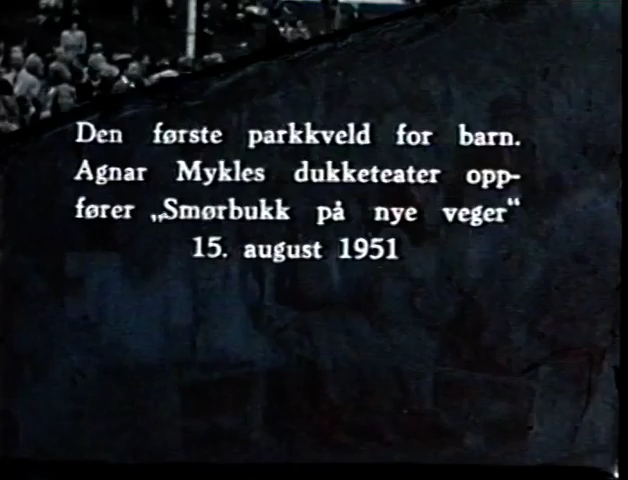 Den første parkkveld for barn.
Agnar Mykles dukketeater opp-
fører „Smørbukk på nye veger“
15. august 1951